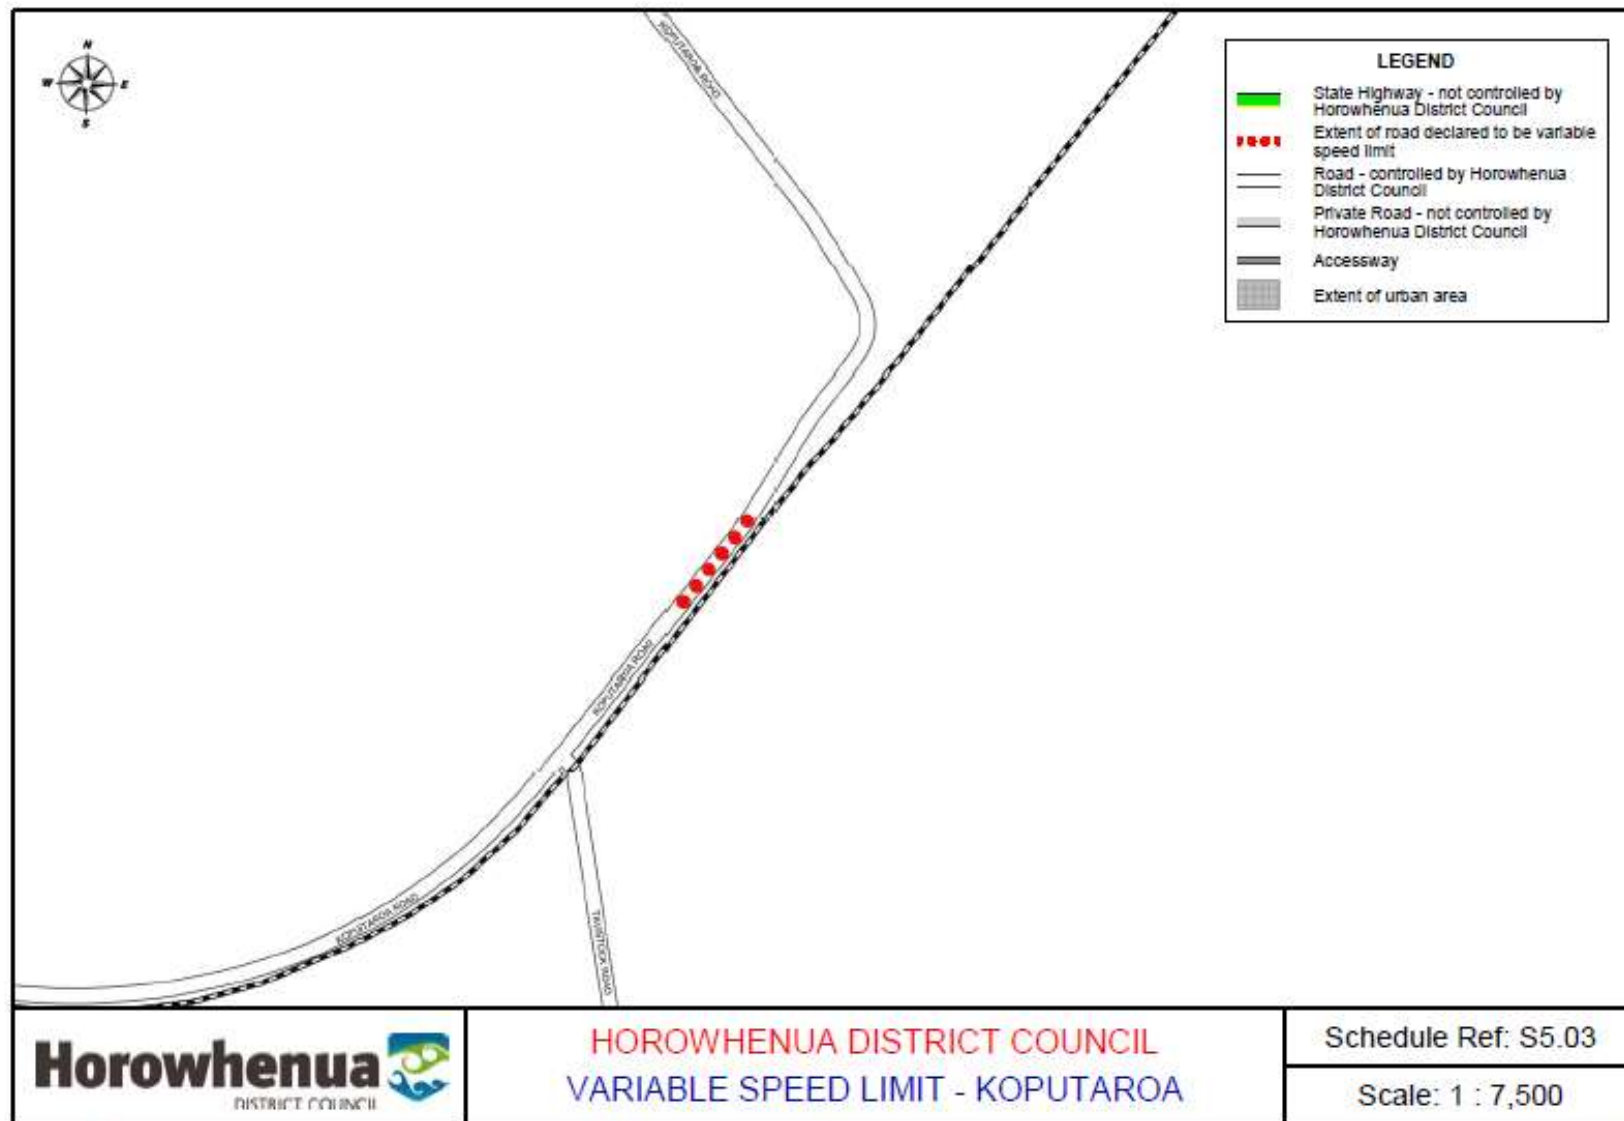 KOPUTAROA ROAD
N
W
E
S
LEGEND
State Highway - not controlled by
Horowhenua District Council
Extent of road declared to be variable
speed limit
Road - controlled by Horowhenua
District Council
Private Road - not controlled by
Horowhenua District Council
Accessway
Extent of urban area
KOPUTAROA ROAD
KOPUTAROA ROAD
TAVISTOCK ROAD
Horowhenua
DISTRICT COUNCIL
HOROWHENUA DISTRICT COUNCIL
VARIABLE SPEED LIMIT - KOPUTAROA
Schedule Ref: S5.03
Scale: 1 : 7,500